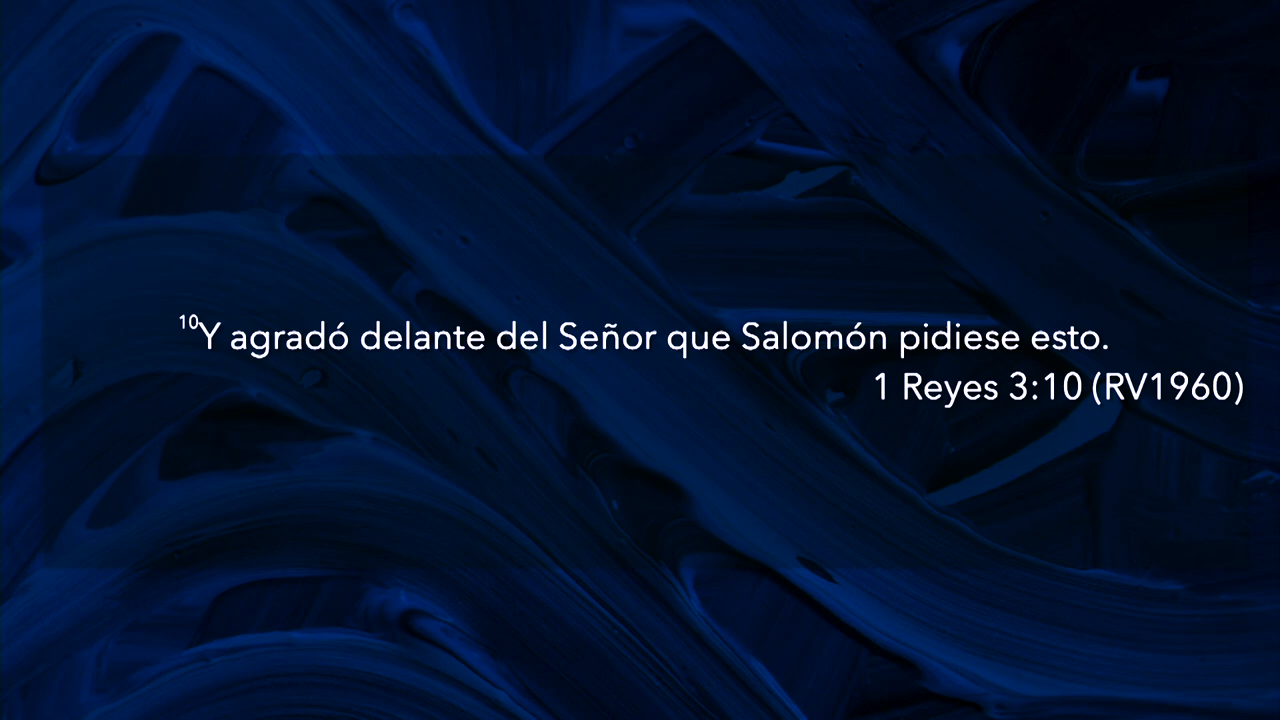 10Y agradó delante del Señor que Salomón pidiese esto.
1 Reyes 3:10 (RV1960)